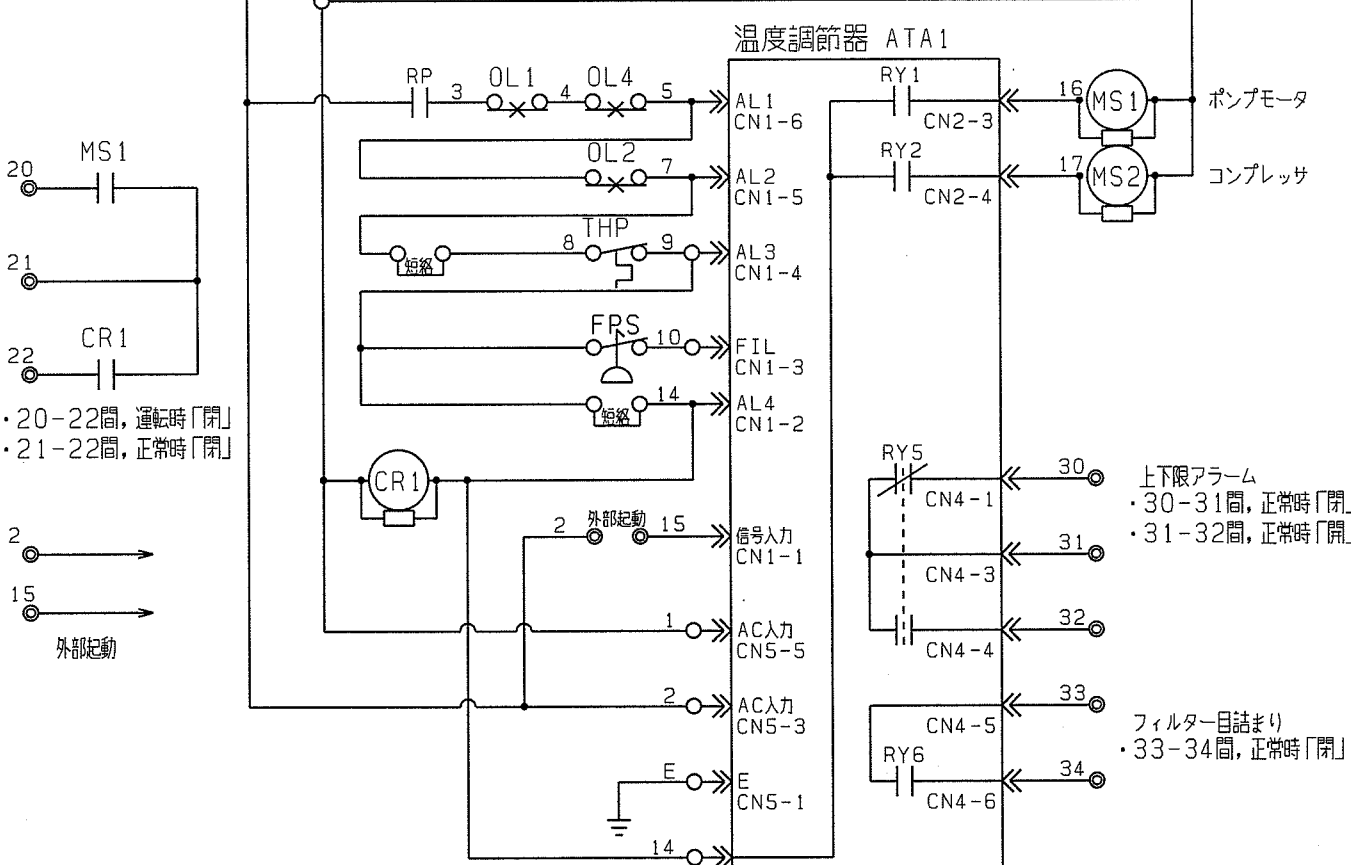 温度調節器 ATA1
RP
3
OL1
4
OL4
5
AL1
CN1-6
RY1
CN2-3
16
MS1
ポンプモータ
OL2
7
AL2
CN1-5
RY2
CN2-4
17
MS2
コンプレッサ
短絡
8
THP
9
AL3
CN1-4
FPS
10
FIL
CN1-3
短絡
14
AL4
CN1-2
MS1
20
21
CR1
22
・20-22間, 運転時「閉」
・21-22間, 正常時「閉」
CR1
2
外部起動
15
信号入力
CN1-1
2
15
外部起動
1
AC入力
CN5-5
2
AC入力
CN5-3
E
E
CN5-1
14
RY5
CN4-1
30
上下限アラーム
・30-31間, 正常時「閉」
・31-32間, 正常時「開」
CN4-3
31
CN4-4
32
CN4-5
33
フィルター目詰まり
・33-34間, 正常時「閉」
RY6
CN4-6
34